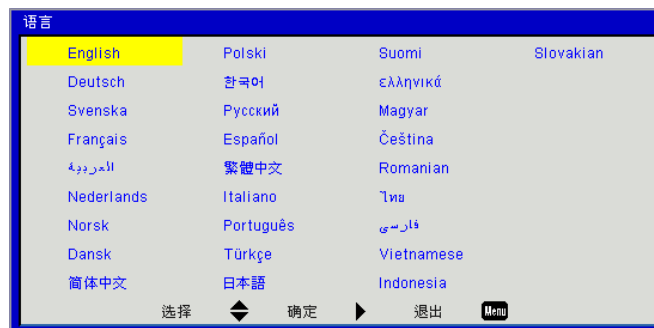 语言
English Polski Suomi Slovakian
Deutsch 한국어 ελληνικά
Svenska Русский Magyar
Français Español Čeština
العربية 繁體中文 Romanian
Nederlands Italiano ไทย
Norsk Português فارسی
Dansk Türkçe Vietnamese
简体中文 日本語 Indonesia
选择 确定 退出 Menu